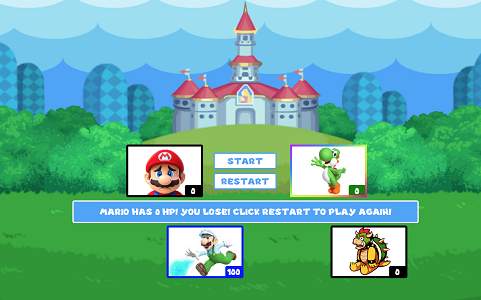 M
START
0
0
RESTART
MARIO HAS 0 HP! YOU LOSE! CLICK RESTART TO PLAY AGAIN!
100
0